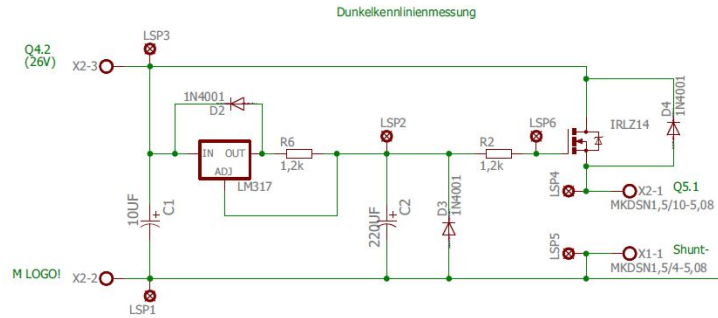 Dunkelkennlinienmessung
LSP3
Q4.2
(26V)
X2-3
1N4001
D2
IN OUT
ADJ
LM317
R6
1,2k
LSP2
R2
1,2k
LSP6
D4
1N4001
IRLZ14
LSP4
X2-1
Q5.1
MKDSN1,5/10-5,08
10UF
C1
220UF
C2
D3
1N4001
LSP5
X1-1
Shunt-
MKDSN1,5/4-5,08
M LOGO!
X2-2
LSP1